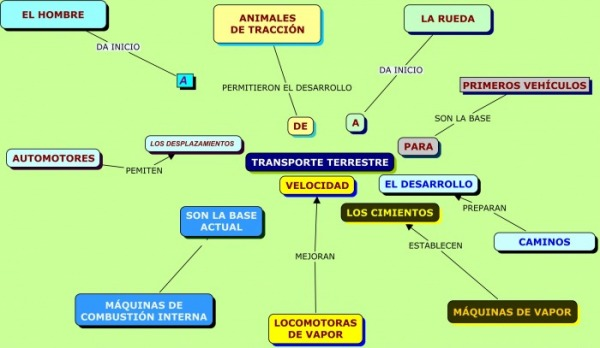 EL HOMBRE
ANIMALES
DE TRACCIÓN
LA RUEDA
DA INICIO
DA INICIO
A
PERMITIERON EL DESARROLLO
PRIMEROS VEHÍCULOS
SON LA BASE
DE
A
LOS DESPLAZAMIENTOS
PARA
AUTOMOTORES
PEMITEN
TRANSPORTE TERRESTRE
VELOCIDAD
EL DESARROLLO
PREPARAN
SON LA BASE
ACTUAL
LOS CIMIENTOS
CAMINOS
MEJORAN
ESTABLECEN
MÁQUINAS DE
COMBUSTIÓN INTERNA
LOCOMOTORAS
DE VAPOR
MÁQUINAS DE VAPOR